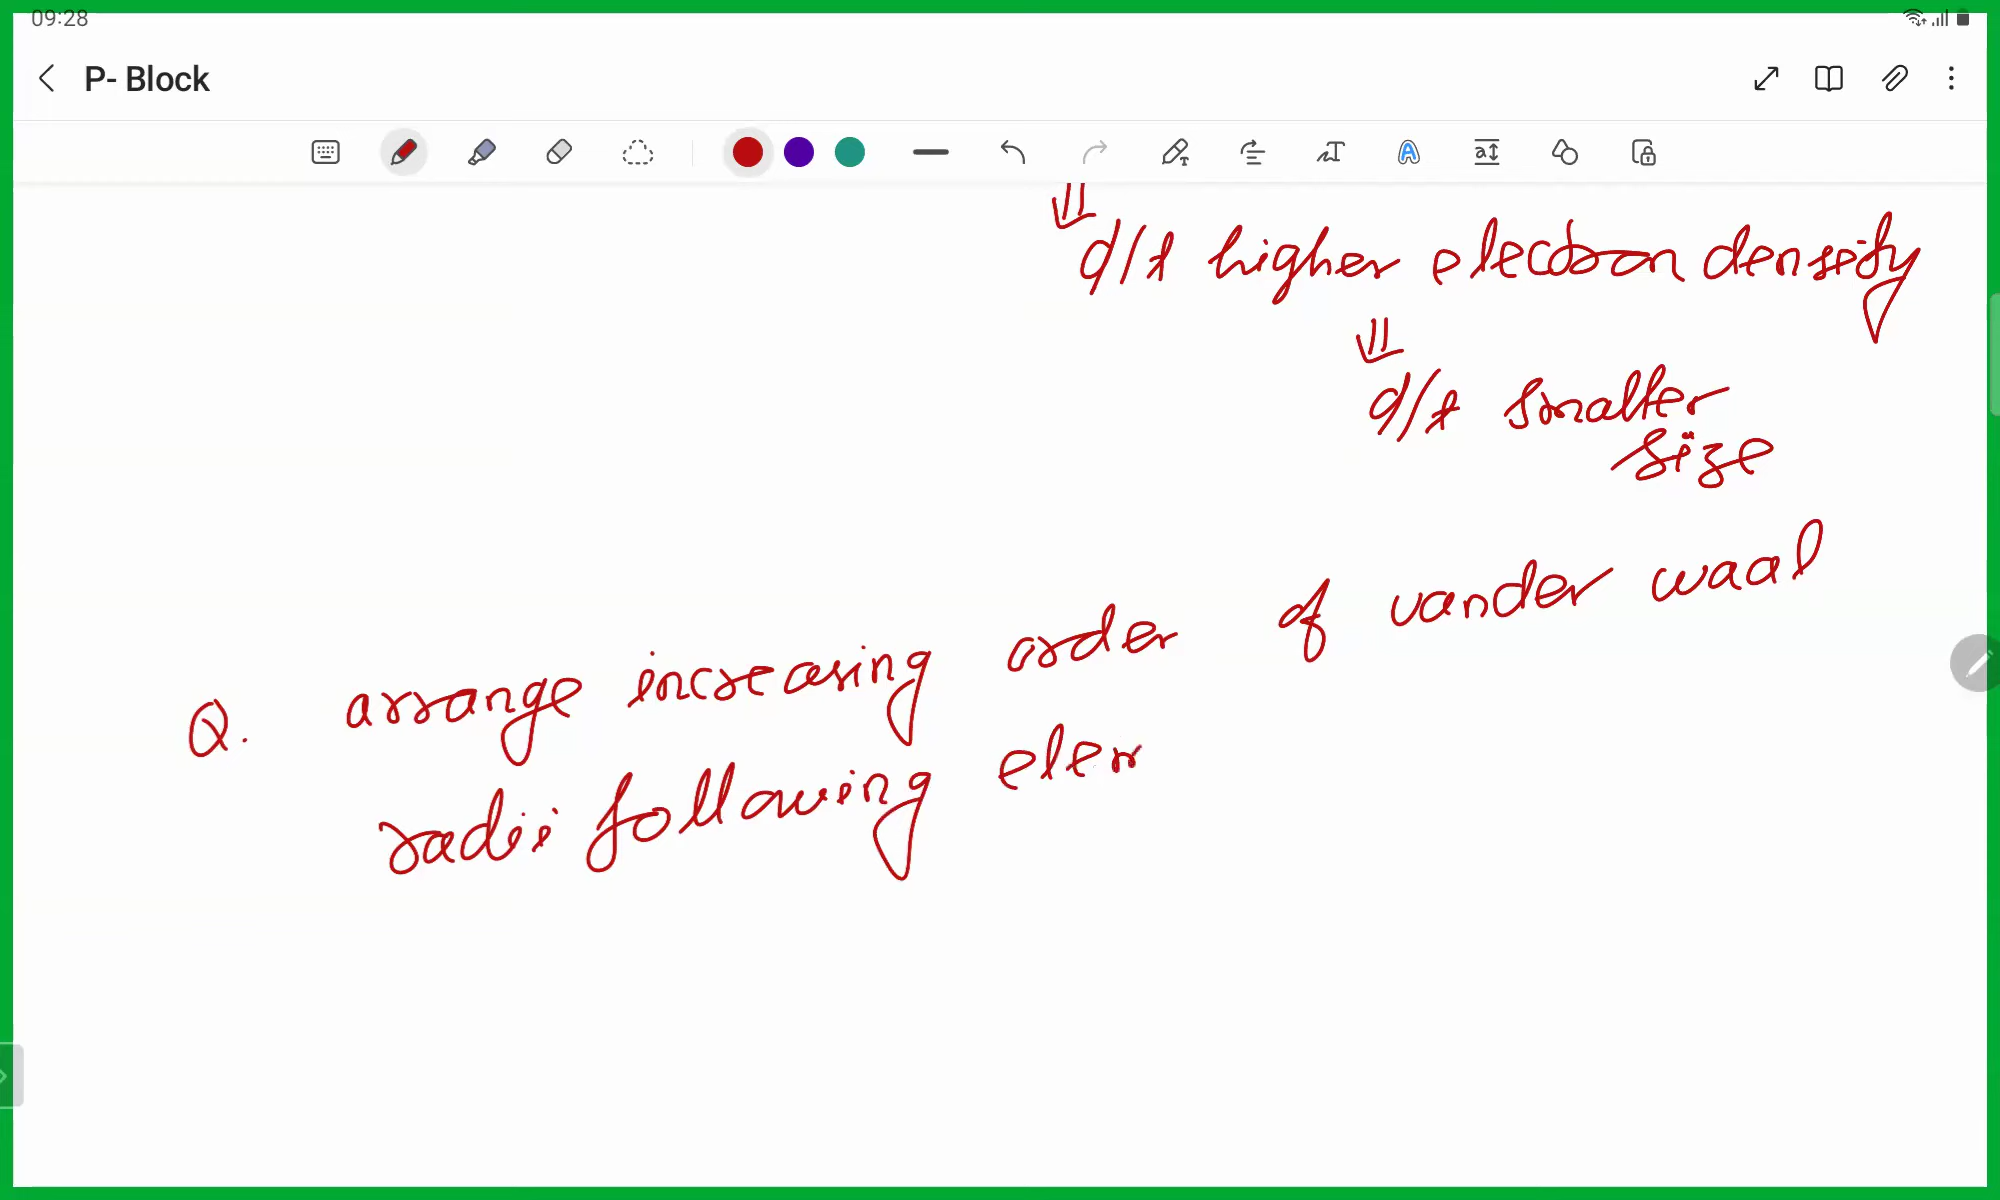 09:28
P- Block
d/t higher electron density
d/t smaller
size
Q. arrange increasing order of vander waal
radii following elem